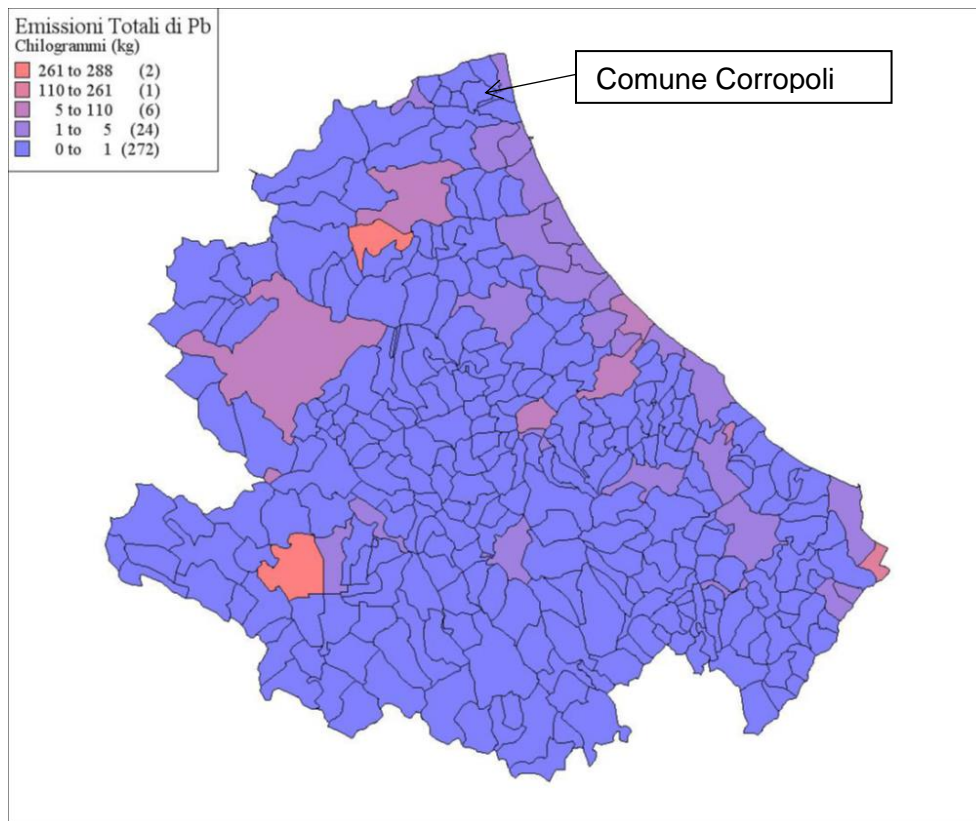 Emissioni Totali di Pb
Chilogrammi (kg)
261 to 288 (2)
110 to 261 (1)
5 to 110 (6)
1 to 5 (24)
0 to 1 (272)
Comune Corropoli